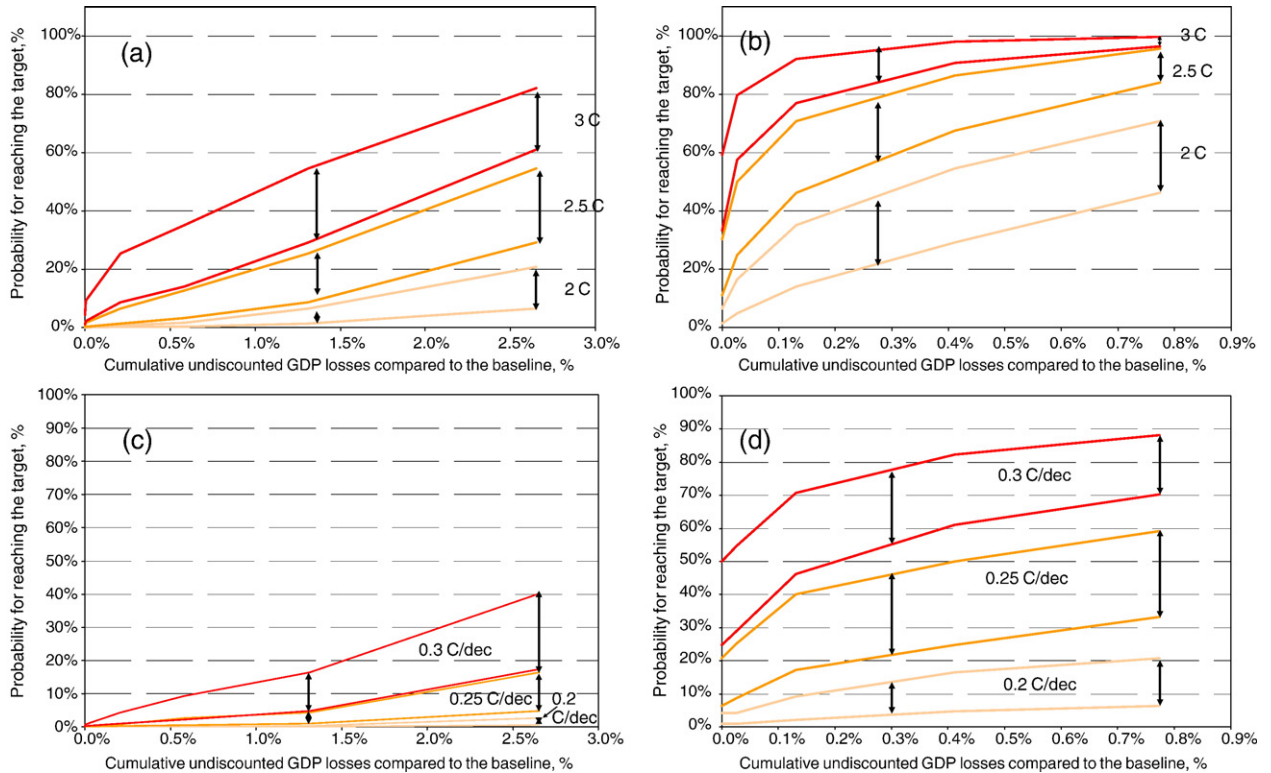 (a)
Probability for reaching the target,%
100%
80%
60%
40%
20%
0%
3 C
2.5 C
2 C
0.0% 0.5% 1.0% 1.5% 2.0% 2.5% 3.0%
Cumulative undiscounted GDP losses compared to the baseline, %
(b)
Probability for reaching the target, %
100%
80%
60%
40%
20%
0%
3 C
2.5 C
2 C
0.0% 0.1% 0.2% 0.3% 0.4% 0.5% 0.6% 0.7% 0.8% 0.9%
Cumulative undiscounted GDP losses compared to the baseline, %
(c)
Probability for reaching the target, %
100%
90%
80%
70%
60%
50%
40%
30%
20%
10%
0%
0.3 C/dec
0.25 C/dec
0.2
C/dec
0.0% 0.5% 1.0% 1.5% 2.0% 2.5% 3.0%
Cumulative undiscounted GDP losses compared to the baseline, %
(d)
Probability for reaching the target, %
100%
90%
80%
70%
60%
50%
40%
30%
20%
10%
0%
0.3 C/dec
0.25 C/dec
0.2 C/dec
0.0% 0.1% 0.2% 0.3% 0.4% 0.5% 0.6% 0.7% 0.8% 0.9%
Cumulative undiscounted GDP losses compared to the baseline, %